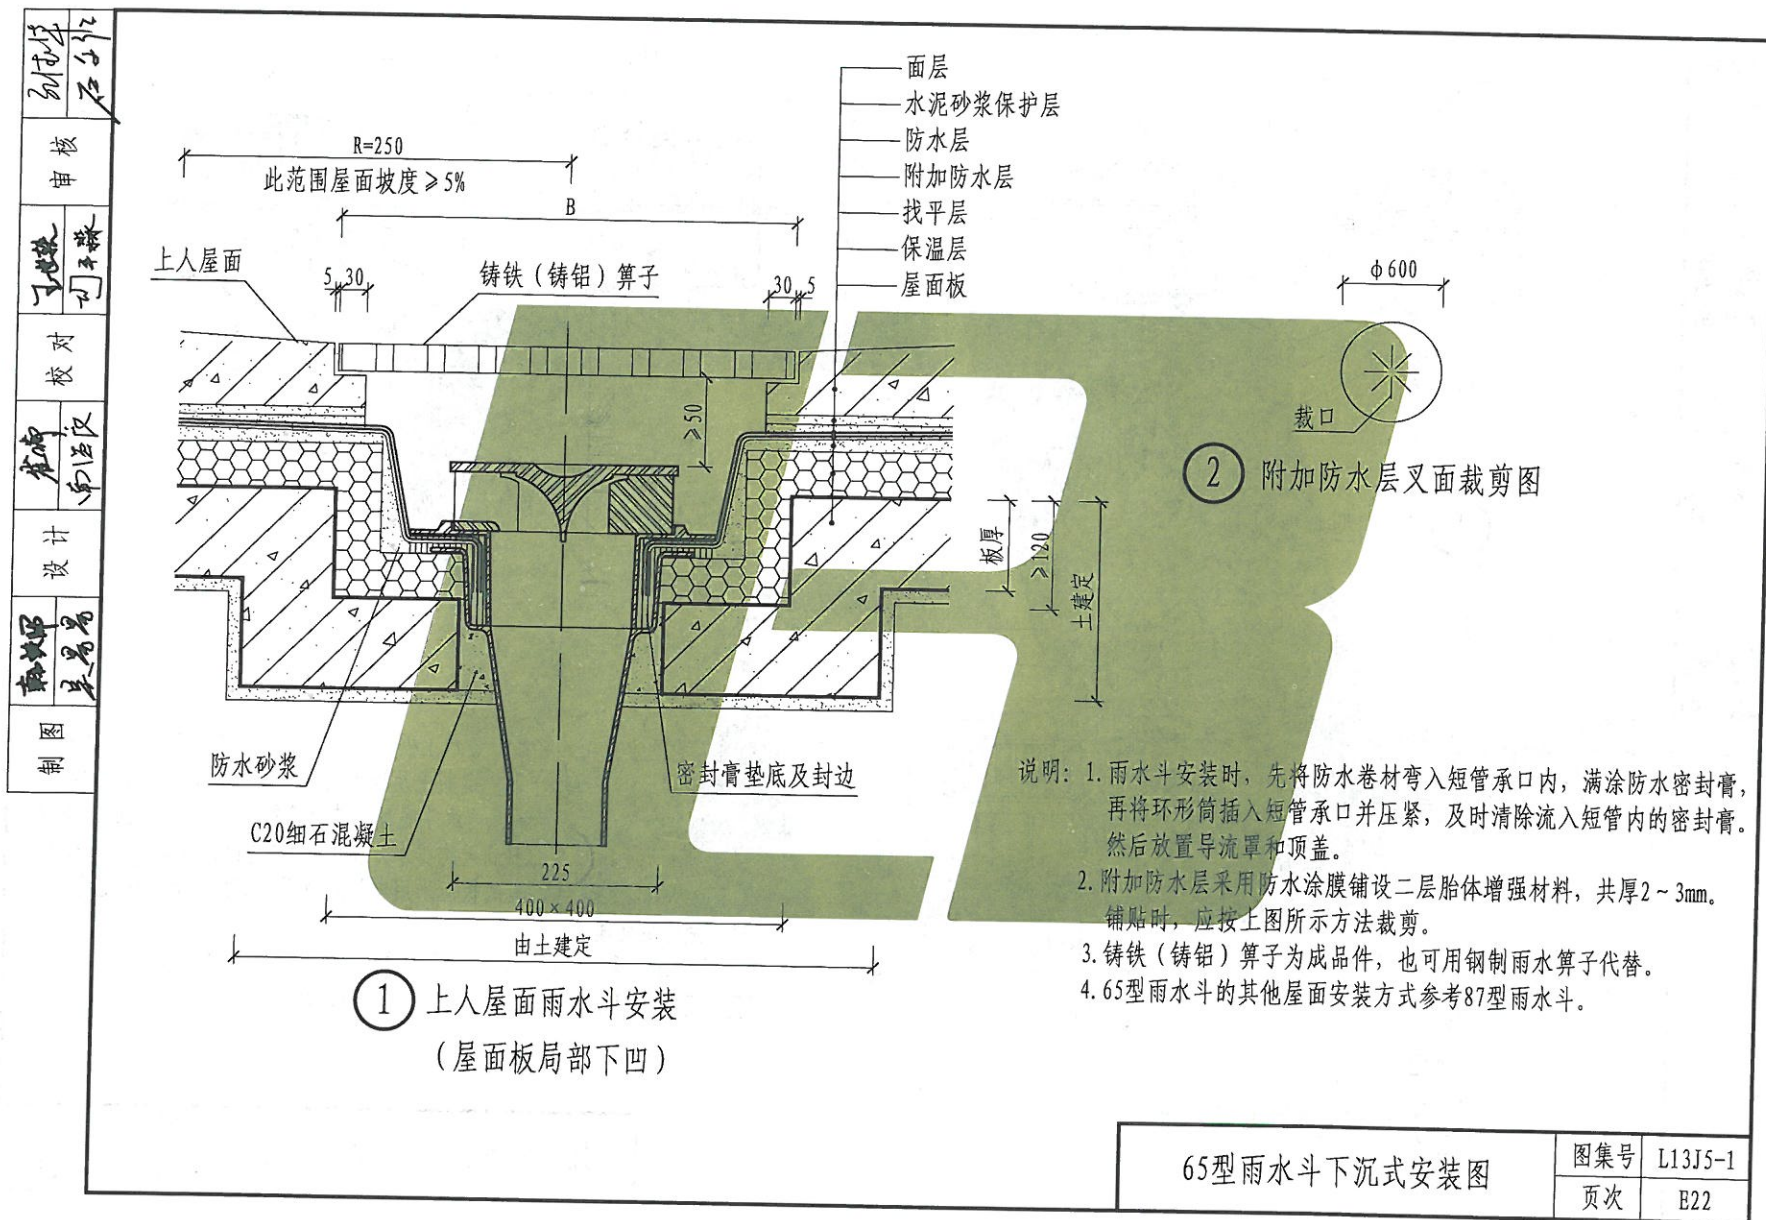 面层
水泥砂浆保护层
防水层
附加防水层
找平层
保温层
屋面板
R=250
此范围屋面坡度≥5%
B
上人屋面
5
30
铸铁（铸铝）箅子
30
5
≥50
φ600
裁口
2 附加防水层叉面裁剪图
板厚
≥120
土建定
防水砂浆
C20细石混凝土
密封膏垫底及封边
225
400×400
由土建定
1 上人屋面雨水斗安装
（屋面板局部下凹）
说明：1.雨水斗安装时，先将防水卷材弯入短管承口内，满涂防水密封膏，
再将环形筒插入短管承口并压紧，及时清除流入短管内的密封膏。
然后放置导流罩和顶盖。
2.附加防水层采用防水涂膜铺设二层胎体增强材料，共厚2~3mm。
铺贴时，应按上图所示方法裁剪。
3.铸铁（铸铝）箅子为成品件，也可用钢制雨水箅子代替。
4.65型雨水斗的其他屋面安装方式参考87型雨水斗。
审核
校对
设计
制图
65型雨水斗下沉式安装图
图集号 L13J5-1
页次 E22